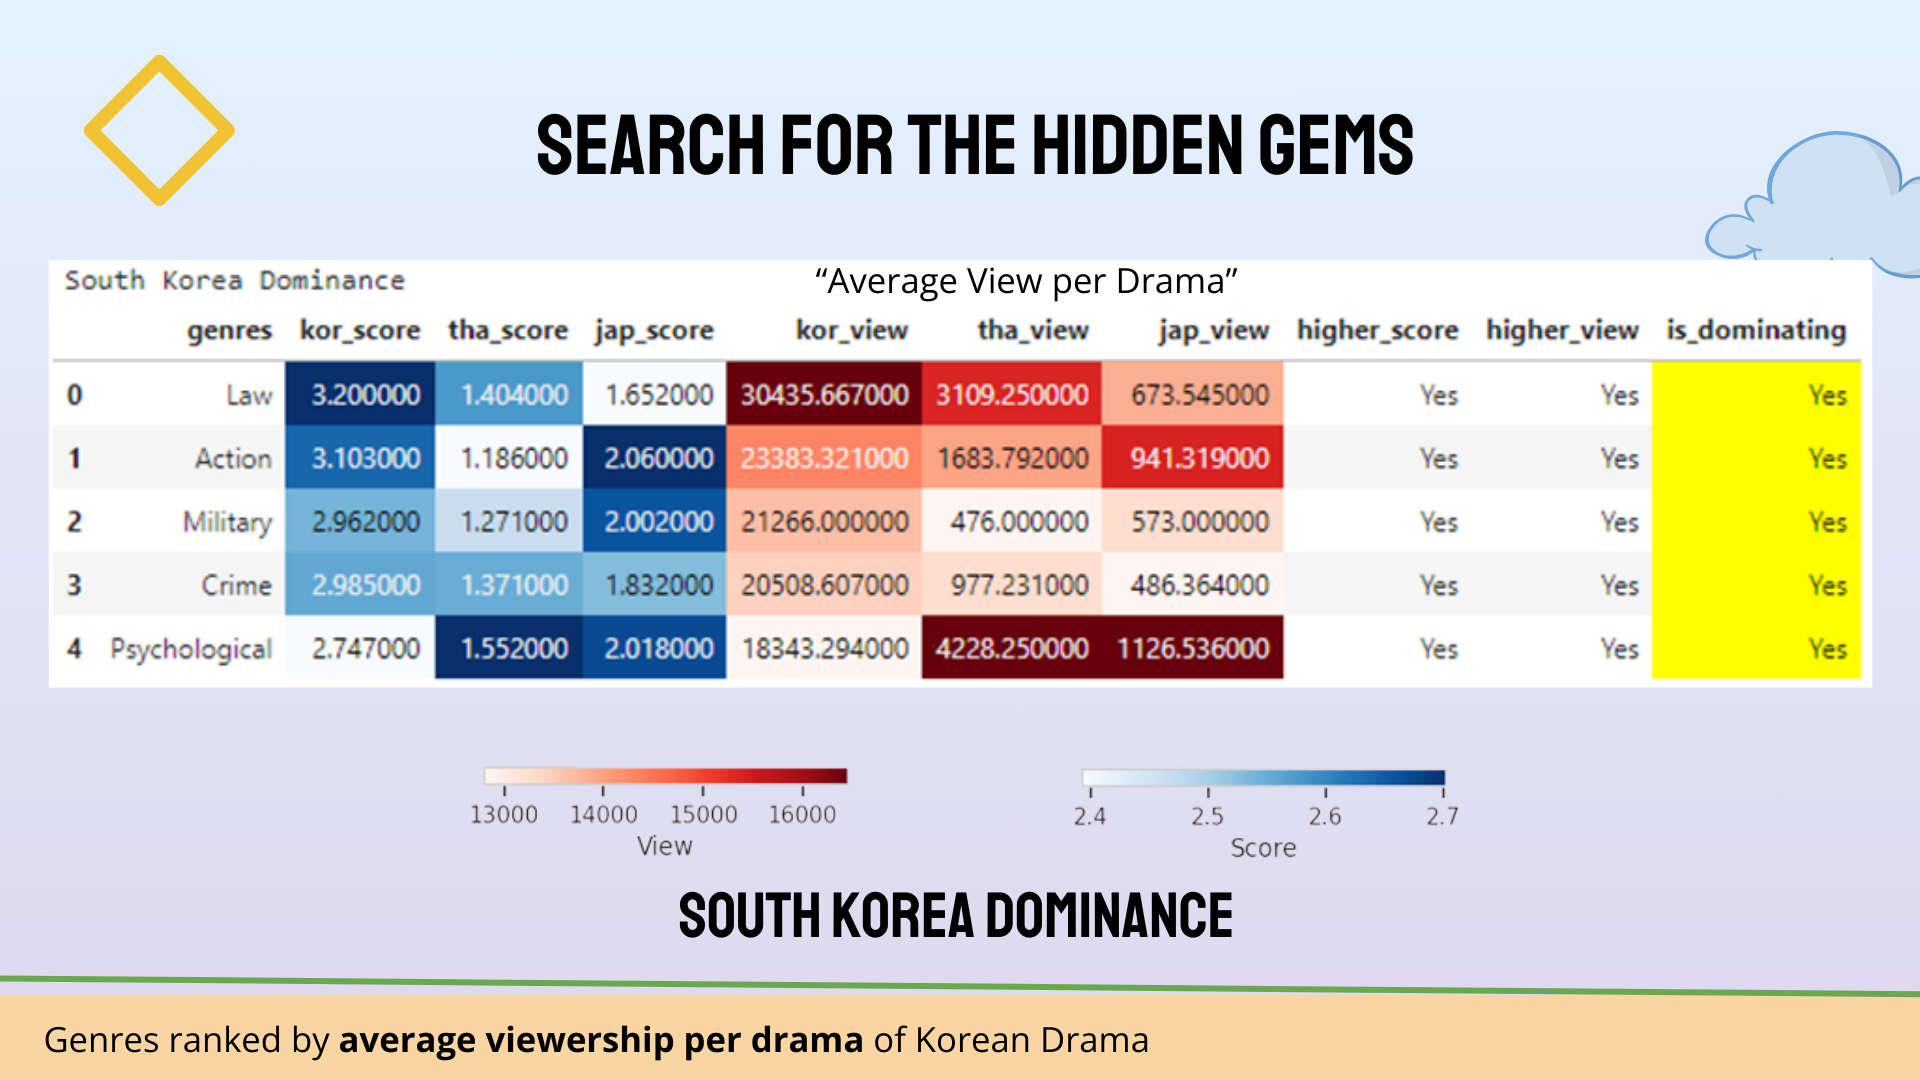 SEARCH FOR THE HIDDEN GEMS
South Korea Dominance
“Average View per Drama”
genres kor_score tha_score jap_score kor_view tha_view jap_view higher_score higher_view is_dominating
0 Law 3.200000 1.404000 1.652000 30435.667000 3109.250000 673.545000 Yes Yes Yes
1 Action 3.103000 1.186000 2.060000 23383.321000 1683.792000 941.319000 Yes Yes Yes
2 Military 2.962000 1.271000 2.002000 21266.000000 476.000000 573.000000 Yes Yes Yes
3 Crime 2.985000 1.371000 1.832000 20508.607000 977.231000 486.364000 Yes Yes Yes
4 Psychological 2.747000 1.552000 2.018000 18343.294000 4228.250000 1126.536000 Yes Yes Yes
13000 14000 15000 16000
View
2.4 2.5 2.6 2.7
Score
SOUTH KOREA DOMINANCE
Genres ranked by average viewership per drama of Korean Drama